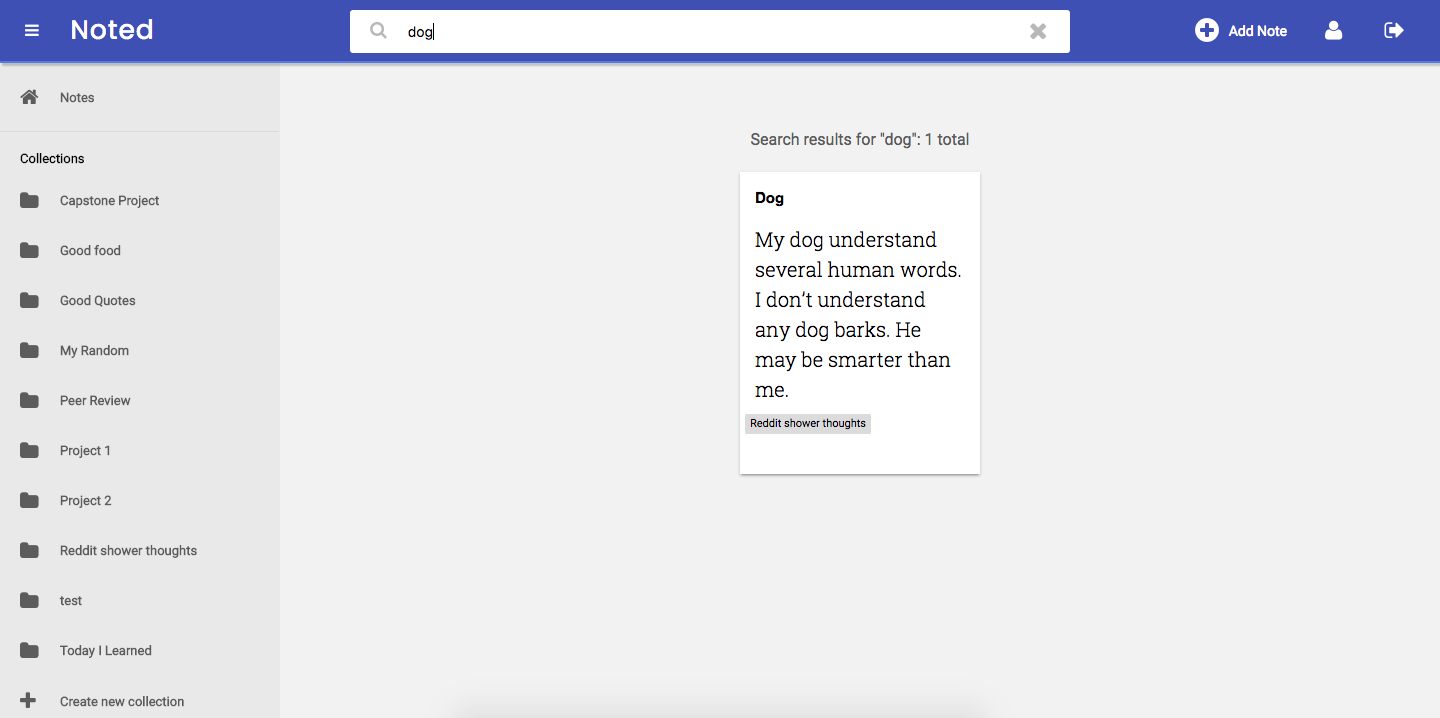 Noted
dog
Add Note
Notes
Collections
Capstone Project
Good food
Good Quotes
My Random
Peer Review
Project 1
Project 2
Reddit shower thoughts
test
Today I Learned
Create new collection
Search results for "dog": 1 total
Dog
My dog understand
several human words.
I don’t understand
any dog barks. He
may be smarter than
me.
Reddit shower thoughts